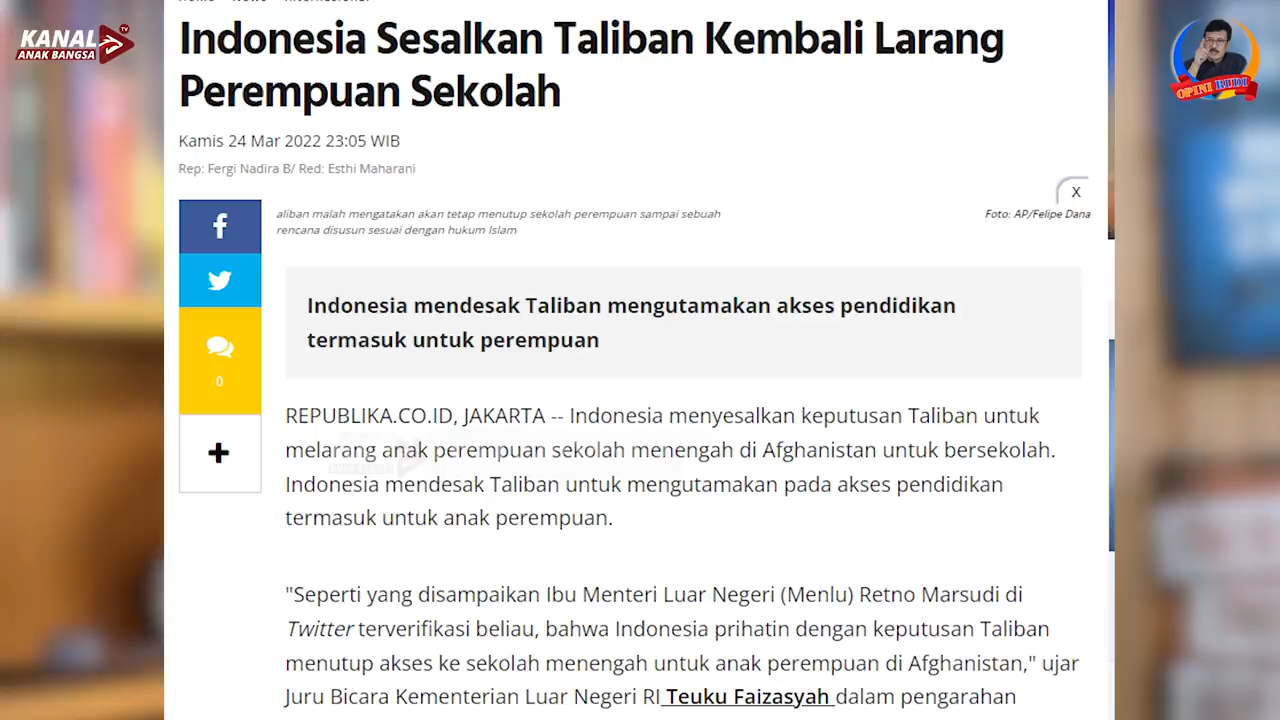 KANAL TV
ANAK BANGSA
OPINI RUDI
Indonesia Sesalkan Taliban Kembali Larang
Perempuan Sekolah
Kamis 24 Mar 2022 23:05 WIB
Rep: Fergi Nadira B/ Red: Esthi Maharani
X
aliban malah mengatakan akan tetap menutup sekolah perempuan sampai sebuah
rencana disusun sesuai dengan hukum Islam
Foto: AP/Felipe Dana
0
Indonesia mendesak Taliban mengutamakan akses pendidikan
termasuk untuk perempuan
REPUBLIKA.CO.ID, JAKARTA -- Indonesia menyesalkan keputusan Taliban untuk
melarang anak perempuan sekolah menengah di Afghanistan untuk bersekolah.
Indonesia mendesak Taliban untuk mengutamakan pada akses pendidikan
termasuk untuk anak perempuan.
"Seperti yang disampaikan Ibu Menteri Luar Negeri (Menlu) Retno Marsudi di
Twitter terverifikasi beliau, bahwa Indonesia prihatin dengan keputusan Taliban
menutup akses ke sekolah menengah untuk anak perempuan di Afghanistan," ujar
Juru Bicara Kementerian Luar Negeri RI Teuku Faizasyah dalam pengarahan